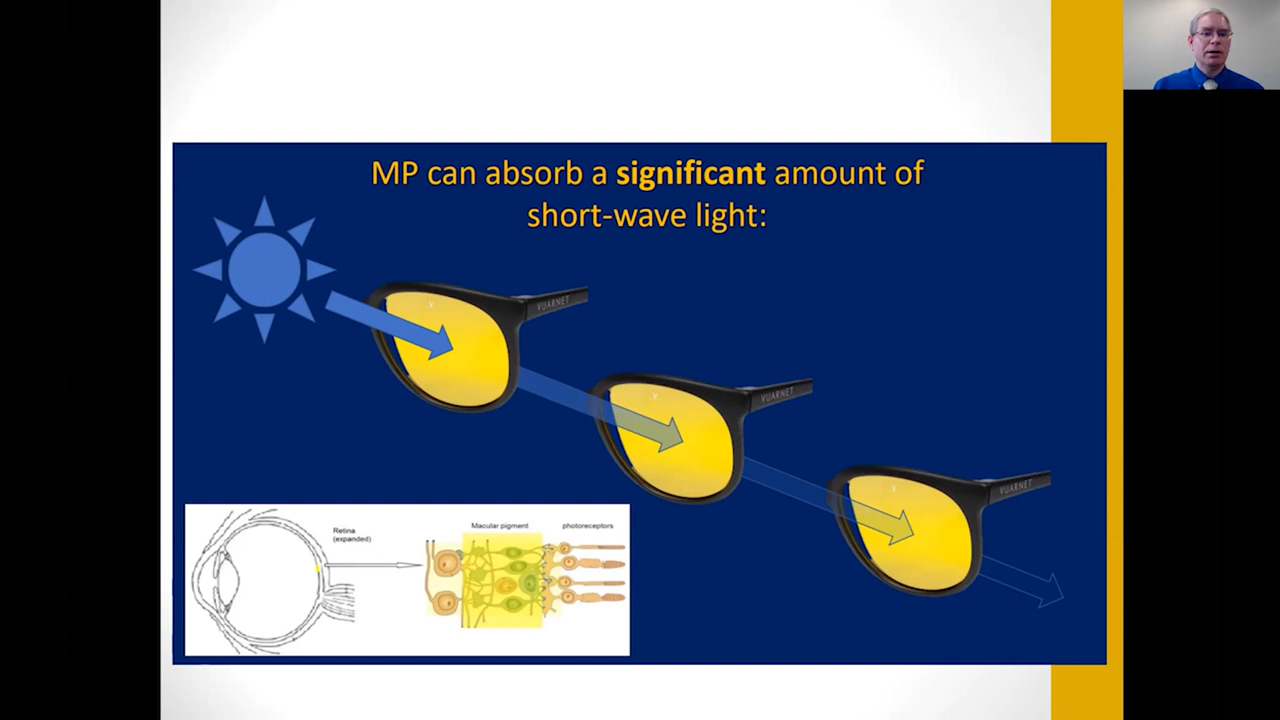 MP can absorb a significant amount of
short-wave light:
VUARNET
VUARNET
VUARNET
Retina
(expanded)
Macular pigment
photoreceptors